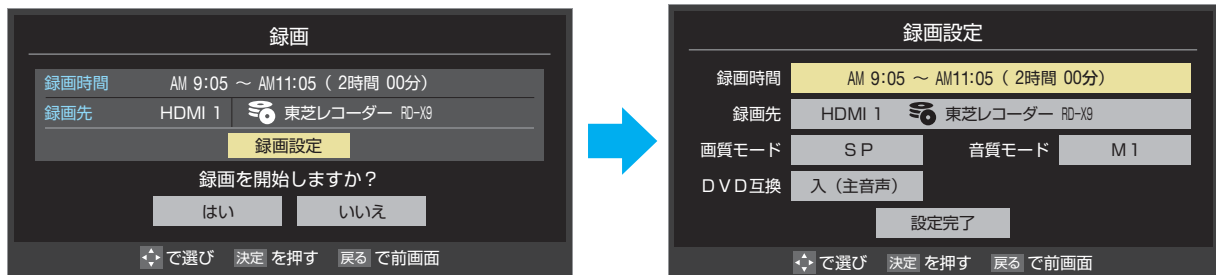 録画
録画時間 AM 9:05 ～ AM11:05 ( 2時間 00分)
録画先 HDMI 1 東芝レコーダー RD-X9
録画設定
録画を開始しますか？
はい いいえ
で選び 決定 を押す 戻る で前画面
録画設定
録画時間 AM 9:05 ～ AM11:05 ( 2時間 00分)
録画先 HDMI 1 東芝レコーダー RD-X9
画質モード ＳＰ 音質モード Ｍ１
ＤＶＤ互換 入（主音声）
設定完了
で選び 決定 を押す 戻る で前画面